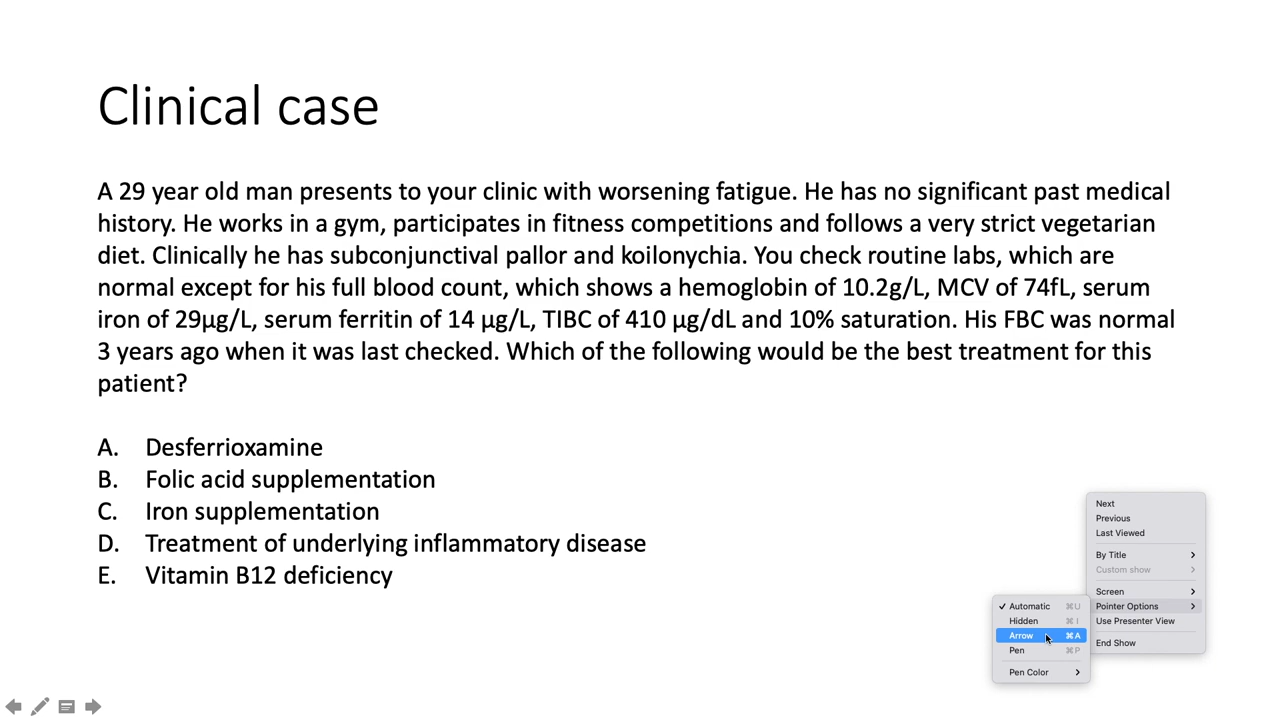 Clinical case
A 29 year old man presents to your clinic with worsening fatigue. He has no significant past medical
history. He works in a gym, participates in fitness competitions and follows a very strict vegetarian
diet. Clinically he has subconjunctival pallor and koilonychia. You check routine labs, which are
normal except for his full blood count, which shows a hemoglobin of 10.2g/L, MCV of 74fL, serum
iron of 29µg/L, serum ferritin of 14 µg/L, TIBC of 410 µg/dL and 10% saturation. His FBC was normal
3 years ago when it was last checked. Which of the following would be the best treatment for this
patient?
A. Desferrioxamine
B. Folic acid supplementation
C. Iron supplementation
D. Treatment of underlying inflammatory disease
E. Vitamin B12 deficiency
Next
Previous
Last Viewed
By Title
Custom show
Screen
Pointer Options
Use Presenter View
End Show
✓ Automatic ⌘U
Hidden ⌘I
Arrow ⌘A
Pen ⌘P
Pen Color